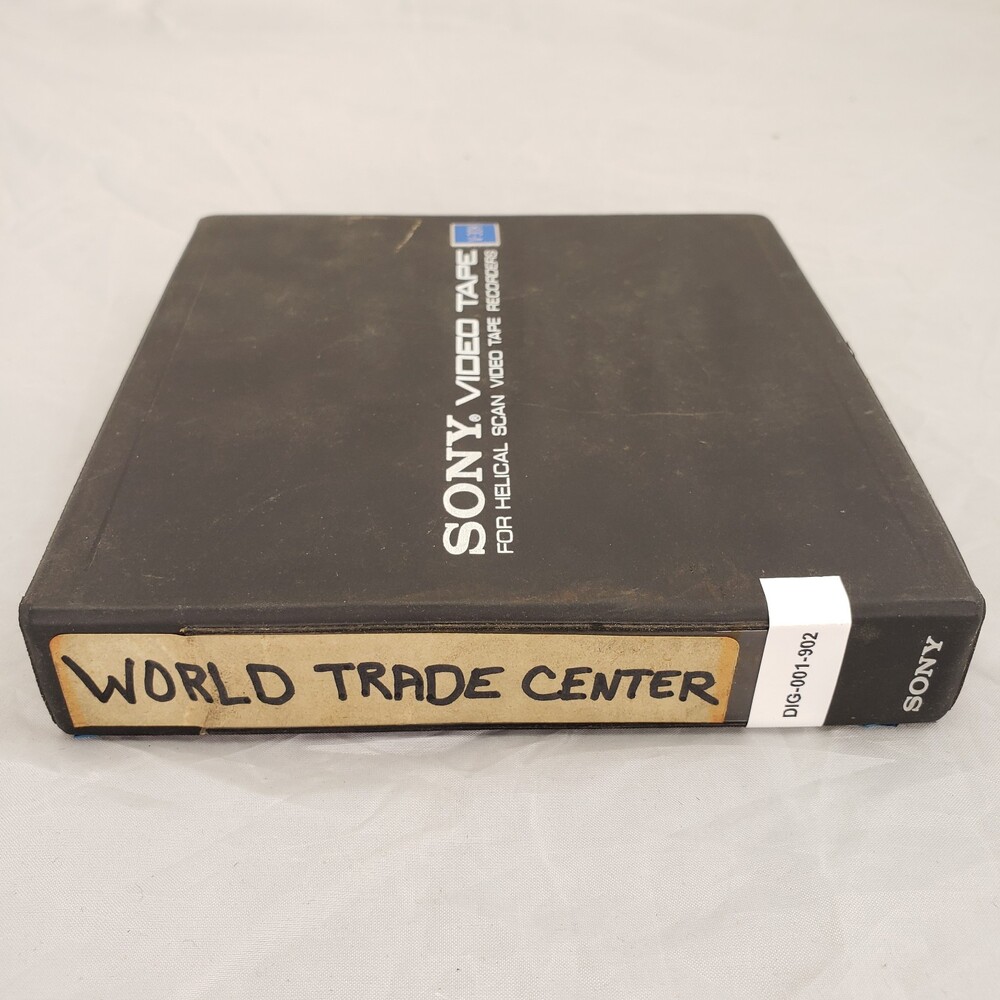 SONY® VIDEO TAPE
FOR HELICAL SCAN VIDEO TAPE RECORDERS
WORLD TRADE CENTER
DIG-001-902
SONY